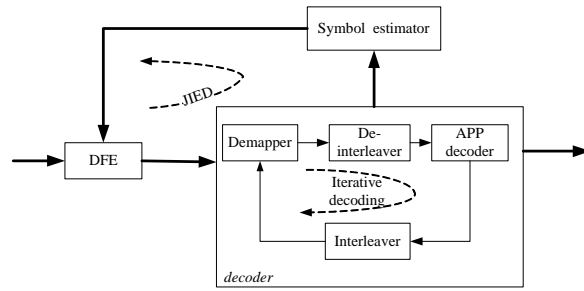 Symbol estimator
JIED
DFE
Demapper
De-
interleaver
APP
decoder
Iterative
decoding
Interleaver
decoder